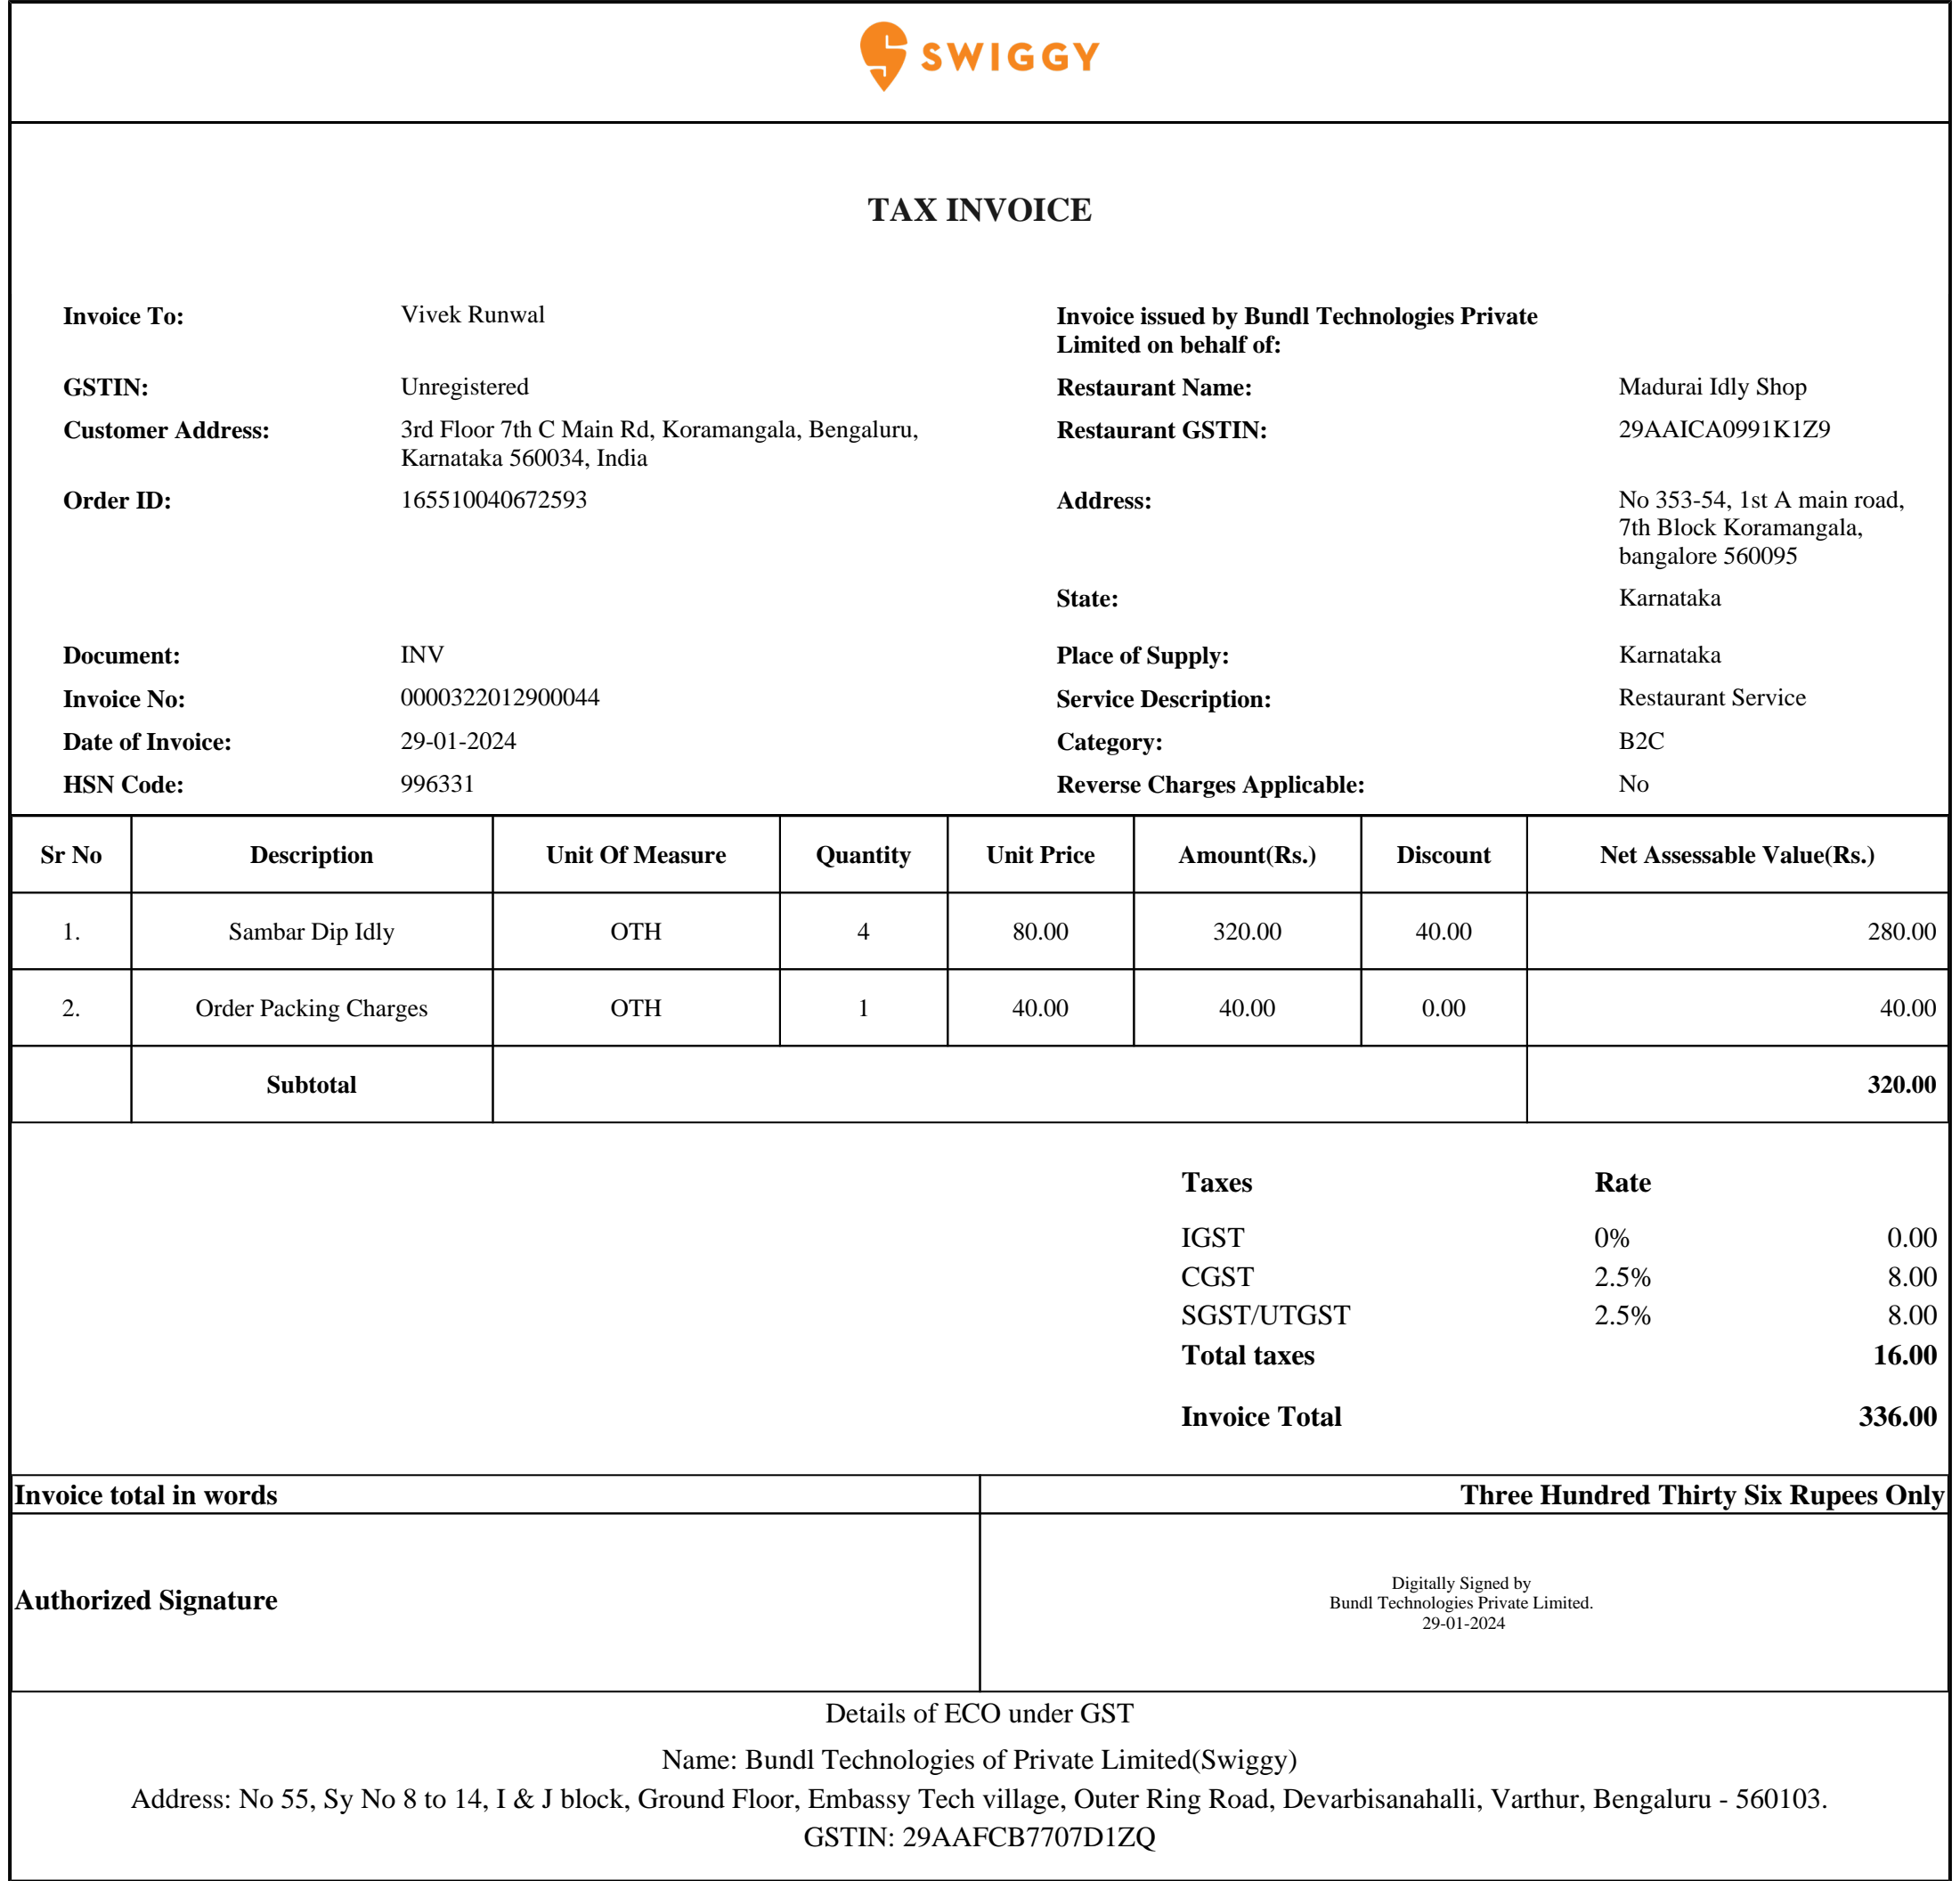 SWIGGY
TAX INVOICE
Invoice To: Vivek Runwal
Invoice issued by Bundl Technologies Private
Limited on behalf of:
GSTIN: Unregistered
Restaurant Name: Madurai Idly Shop
Customer Address: 3rd Floor 7th C Main Rd, Koramangala, Bengaluru,
Karnataka 560034, India
Restaurant GSTIN: 29AAICA0991K1Z9
Order ID: 165510040672593
Address: No 353-54, 1st A main road,
7th Block Koramangala,
bangalore 560095
State: Karnataka
Document: INV
Place of Supply: Karnataka
Invoice No: 0000322012900044
Service Description: Restaurant Service
Date of Invoice: 29-01-2024
Category: B2C
HSN Code: 996331
Reverse Charges Applicable: No
Sr No Description Unit Of Measure Quantity Unit Price Amount(Rs.) Discount Net Assessable Value(Rs.)
1. Sambar Dip Idly OTH 4 80.00 320.00 40.00 280.00
2. Order Packing Charges OTH 1 40.00 40.00 0.00 40.00
Subtotal 320.00
Taxes Rate
IGST 0% 0.00
CGST 2.5% 8.00
SGST/UTGST 2.5% 8.00
Total taxes 16.00
Invoice Total 336.00
Invoice total in words Three Hundred Thirty Six Rupees Only
Authorized Signature
Digitally Signed by
Bundl Technologies Private Limited.
29-01-2024
Details of ECO under GST
Name: Bundl Technologies of Private Limited(Swiggy)
Address: No 55, Sy No 8 to 14, I & J block, Ground Floor, Embassy Tech village, Outer Ring Road, Devarbisanahalli, Varthur, Bengaluru - 560103.
GSTIN: 29AAFCB7707D1ZQ